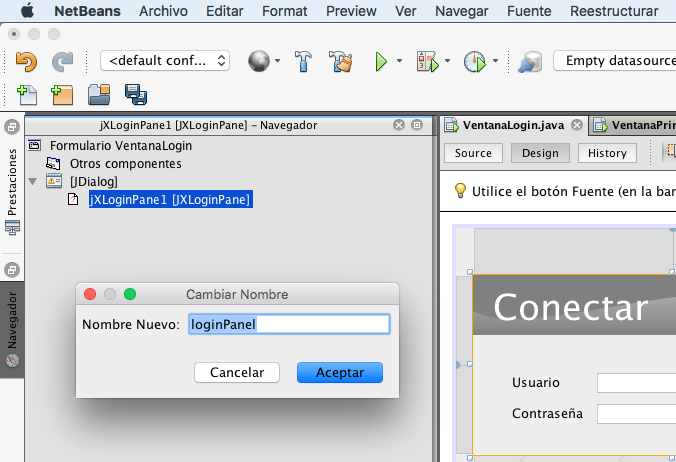 NetBeans Archivo Editar Format Preview Ver Navegar Fuente Reestructurar
<default conf... Empty datasource
jXLoginPane1 [JXLoginPane] – Navegador
VentanaLogin.java VentanaPrin
Formulario VentanaLogin
Source Design History
Otros componentes
[JDialog]
jXLoginPane1 [JXLoginPane]
Utilice el botón Fuente (en la bar
Prestaciones
Navegador
Cambiar Nombre
Nombre Nuevo: loginPanel
Cancelar Aceptar
Conectar
Usuario
Contraseña